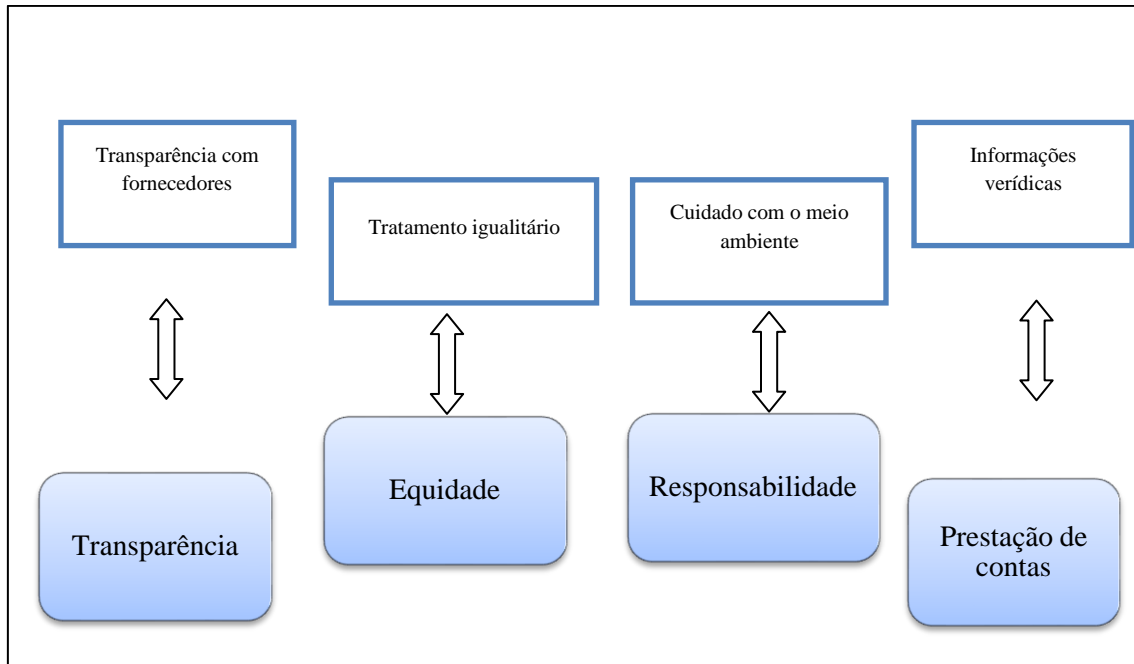 Transparência com
fornecedores
Tratamento igualitário
Cuidado com o meio
ambiente
Informações
verídicas
Transparência
Equidade
Responsabilidade
Prestação de
contas